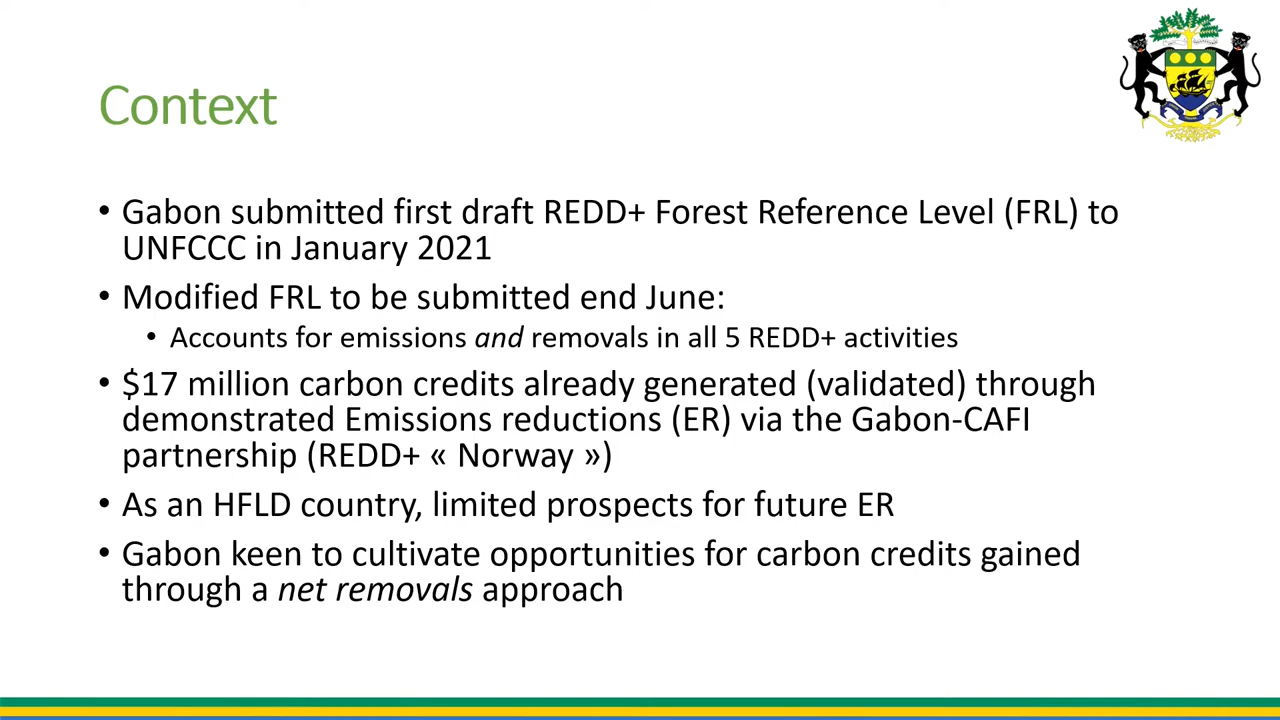 Context
• Gabon submitted first draft REDD+ Forest Reference Level (FRL) to
UNFCCC in January 2021
• Modified FRL to be submitted end June:
• Accounts for emissions and removals in all 5 REDD+ activities
• $17 million carbon credits already generated (validated) through
demonstrated Emissions reductions (ER) via the Gabon-CAFI
partnership (REDD+ « Norway »)
• As an HFLD country, limited prospects for future ER
• Gabon keen to cultivate opportunities for carbon credits gained
through a net removals approach